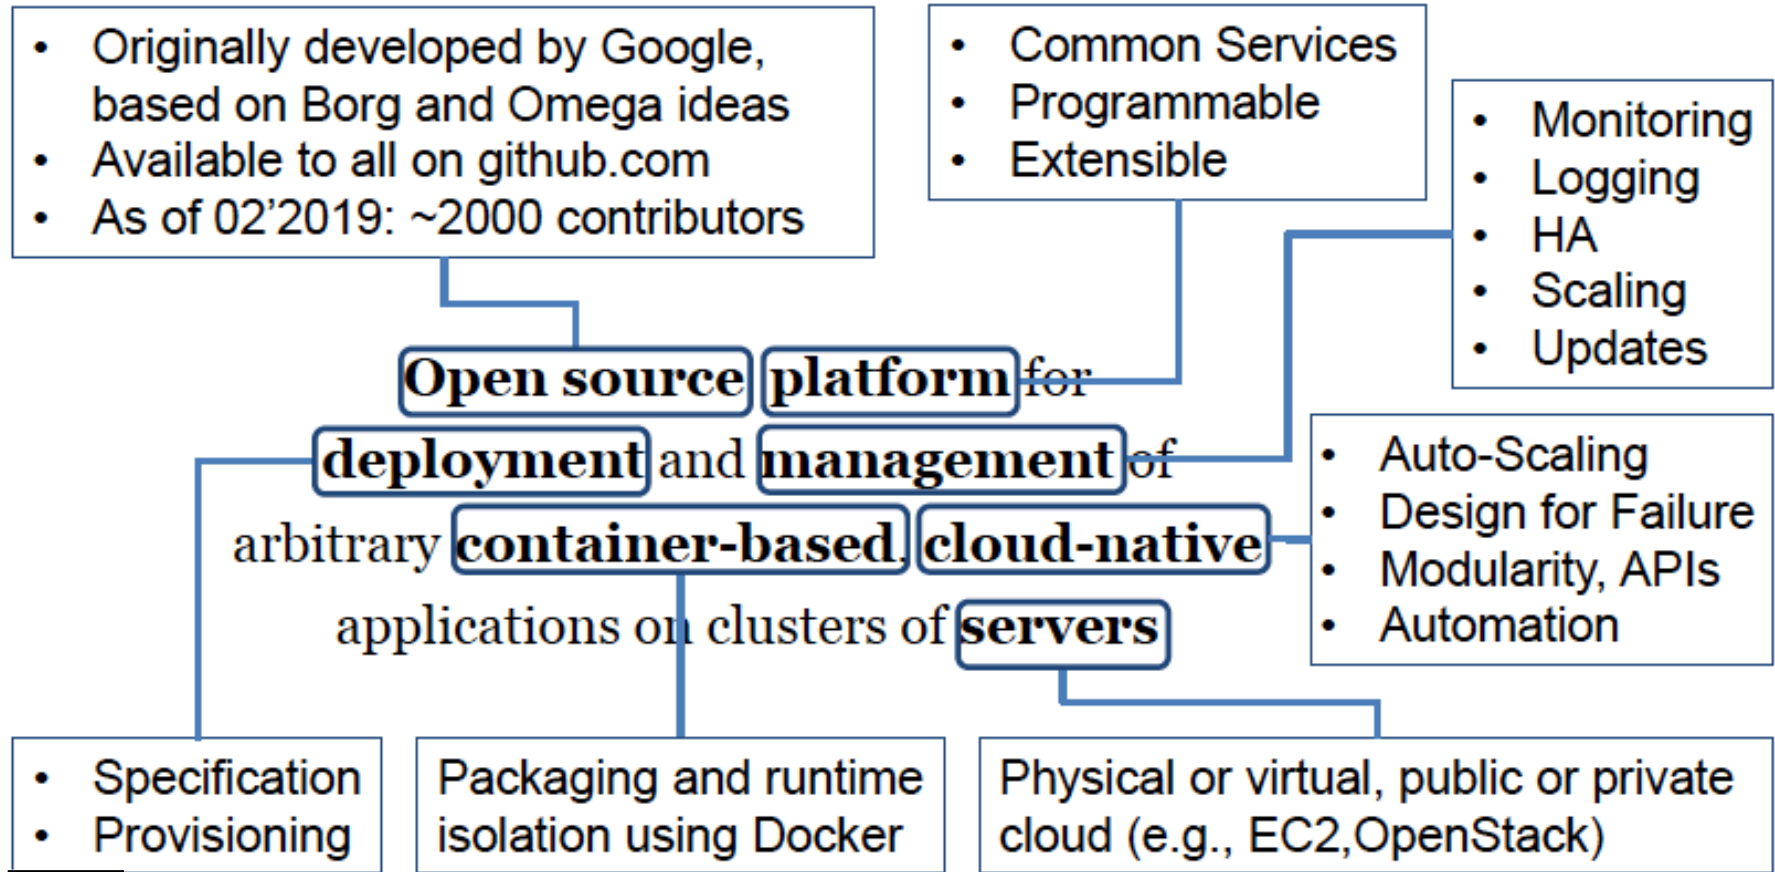 • Originally developed by Google,
based on Borg and Omega ideas
• Available to all on github.com
• As of 02’2019: ~2000 contributors
• Common Services
• Programmable
• Extensible
• Monitoring
• Logging
• HA
• Scaling
• Updates
Open source platform for
deployment and management of
arbitrary container-based, cloud-native
applications on clusters of servers
• Auto-Scaling
• Design for Failure
• Modularity, APIs
• Automation
• Specification
• Provisioning
Packaging and runtime
isolation using Docker
Physical or virtual, public or private
cloud (e.g., EC2,OpenStack)